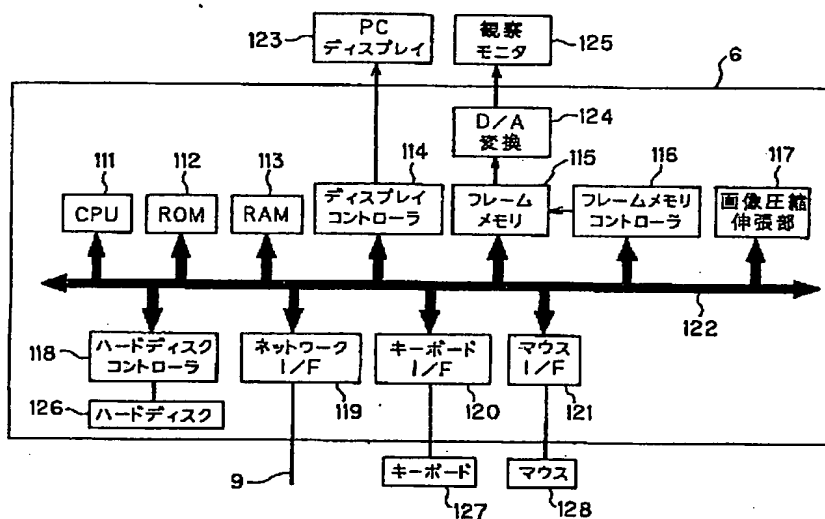 123
PC
ディスプレイ
観察
モニタ
125
6
D/A
変換
124
111
112
113
114
115
116
117
CPU
ROM
RAM
ディスプレイ
コントローラ
フレーム
メモリ
フレームメモリ
コントローラ
画像圧縮
伸張部
122
118
ハードディスク
コントローラ
ネットワーク
I/F
キーボード
I/F
マウス
I/F
119
120
121
126
ハードディスク
9
キーボード
マウス
127
128